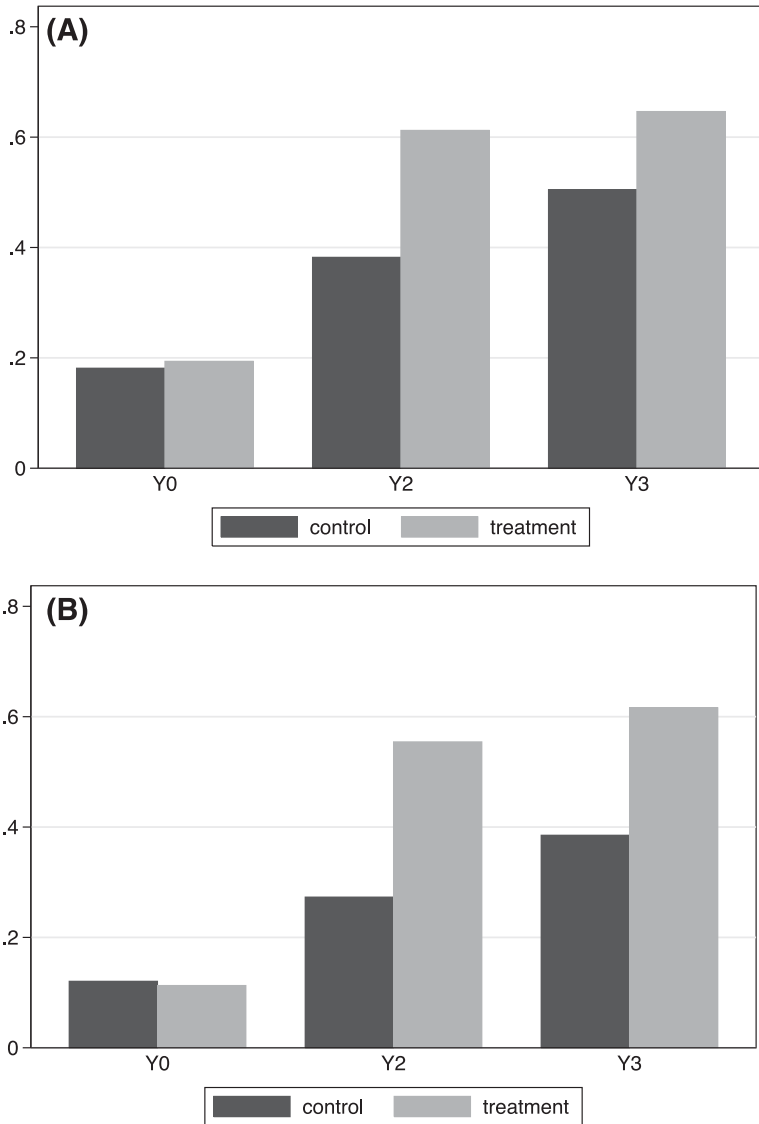 (A)
.8
.6
.4
.2
0
Y0 Y2 Y3
control treatment
(B)
.8
.6
.4
.2
0
Y0 Y2 Y3
control treatment